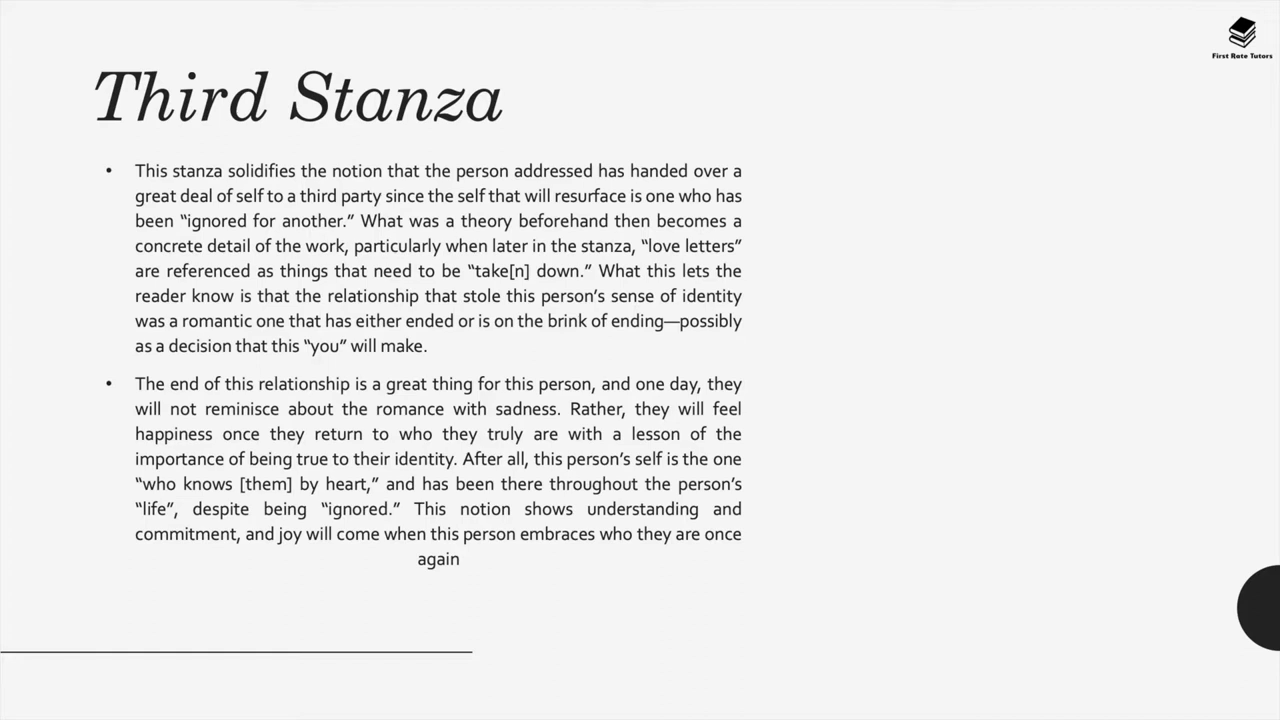 First Rate Tutors
Third Stanza
• This stanza solidifies the notion that the person addressed has handed over a
great deal of self to a third party since the self that will resurface is one who has
been “ignored for another.” What was a theory beforehand then becomes a
concrete detail of the work, particularly when later in the stanza, “love letters”
are referenced as things that need to be “take[n] down.” What this lets the
reader know is that the relationship that stole this person’s sense of identity
was a romantic one that has either ended or is on the brink of ending—possibly
as a decision that this “you” will make.
• The end of this relationship is a great thing for this person, and one day, they
will not reminisce about the romance with sadness. Rather, they will feel
happiness once they return to who they truly are with a lesson of the
importance of being true to their identity. After all, this person’s self is the one
“who knows [them] by heart,” and has been there throughout the person’s
“life”, despite being “ignored.” This notion shows understanding and
commitment, and joy will come when this person embraces who they are once
again